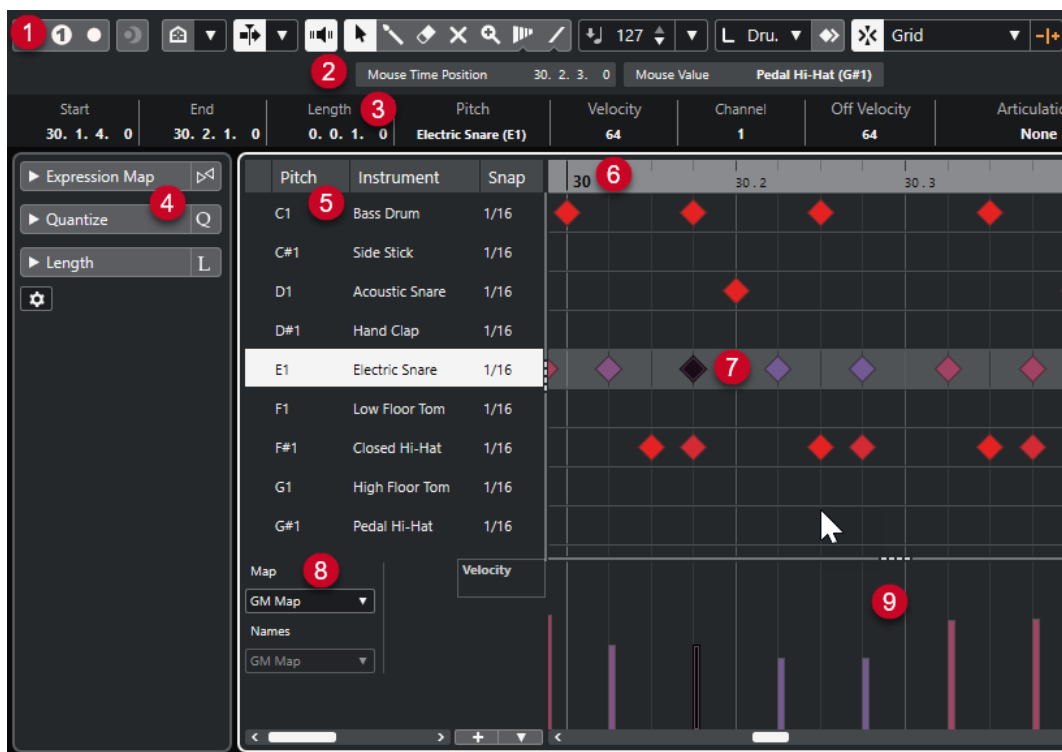 1 1 127 L Dru. Grid
2 Mouse Time Position 30. 2. 3. 0 Mouse Value Pedal Hi-Hat (G#1)
Start End Length 3 Pitch Velocity Channel Off Velocity Articulatio
30. 1. 4. 0 30. 2. 1. 0 0. 0. 1. 0 Electric Snare (E1) 64 1 64 None
Expression Map
4
Quantize Q
Length L
Pitch Instrument Snap 30 6 30.2 30.3
5
C1 Bass Drum 1/16
C#1 Side Stick 1/16
D1 Acoustic Snare 1/16
D#1 Hand Clap 1/16
E1 Electric Snare 1/16 7
F1 Low Floor Tom 1/16
F#1 Closed Hi-Hat 1/16
G1 High Floor Tom 1/16
G#1 Pedal Hi-Hat 1/16
Map 8 Velocity
GM Map 9
Names
GM Map